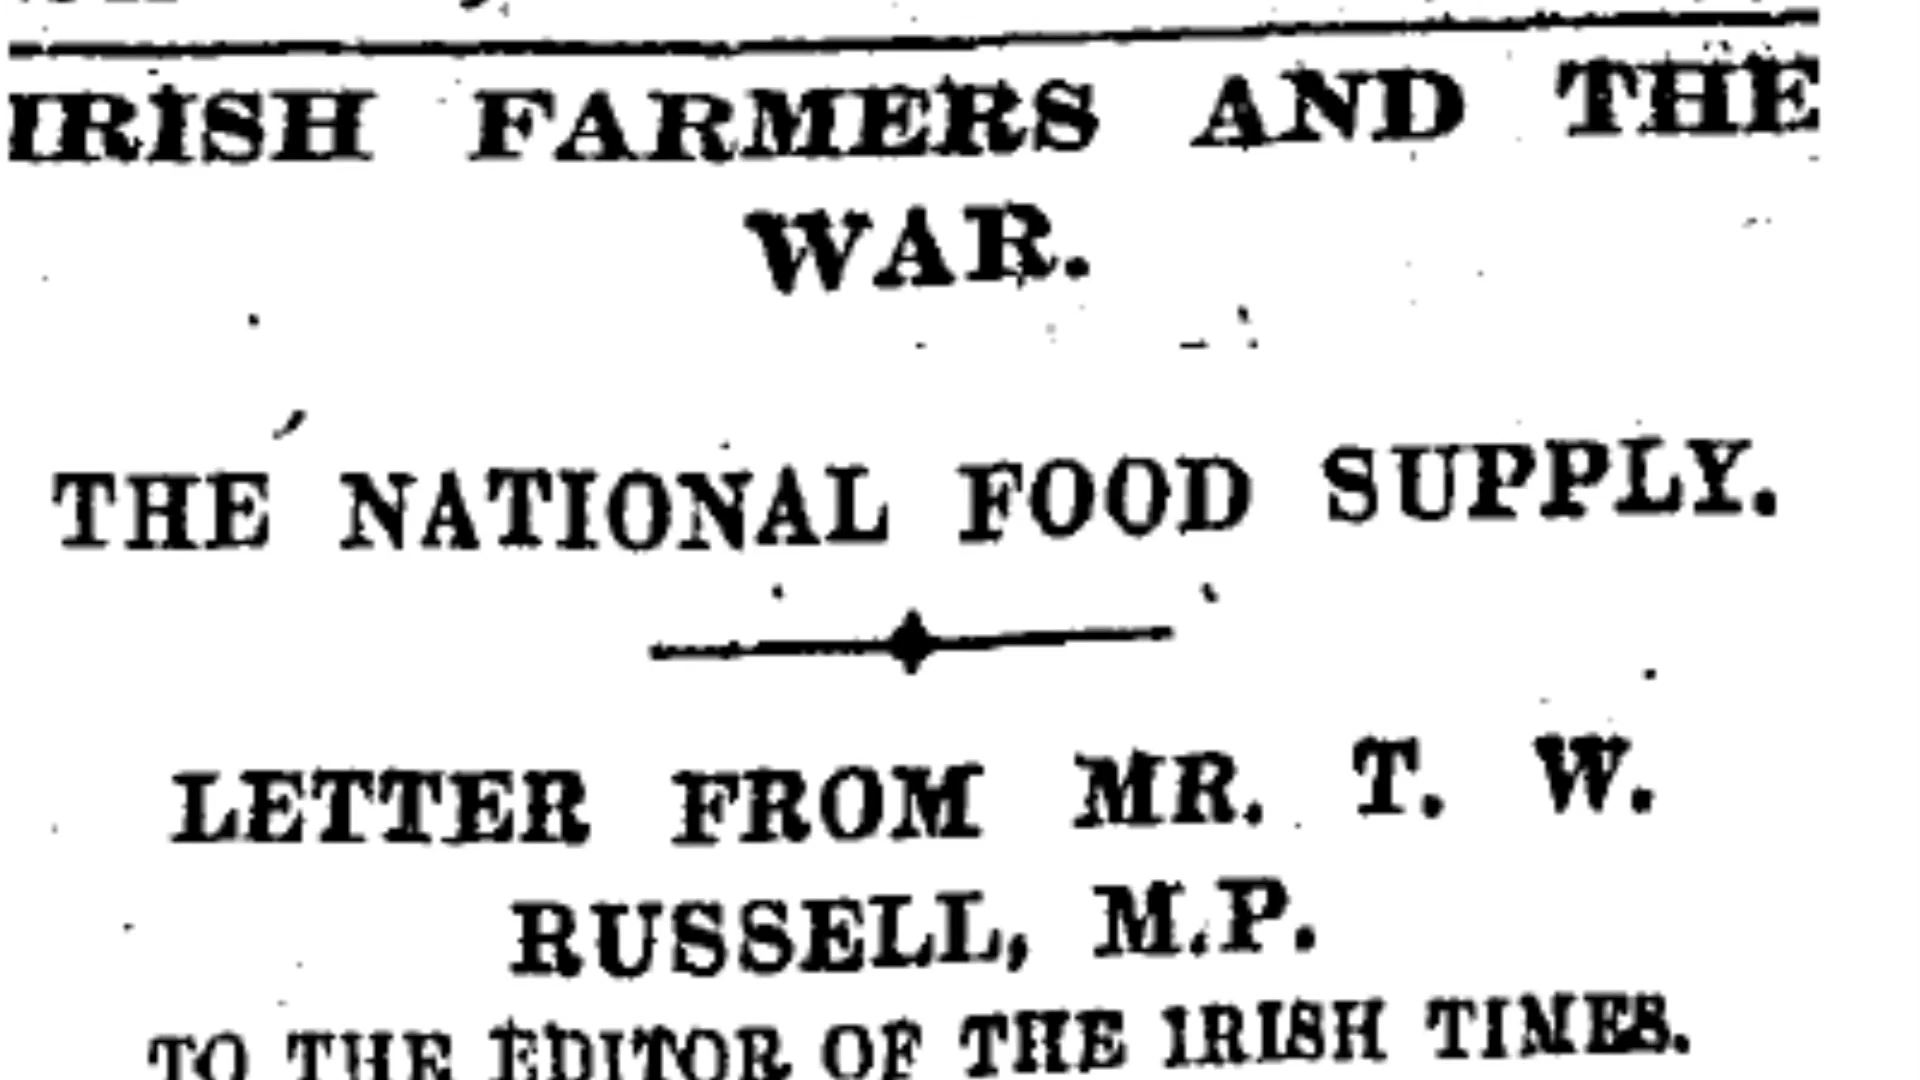 IRISH FARMERS AND THE
WAR.
THE NATIONAL FOOD SUPPLY.
LETTER FROM MR. T. W.
RUSSELL, M.P.
TO THE EDITOR OF THE IRISH TIMES.